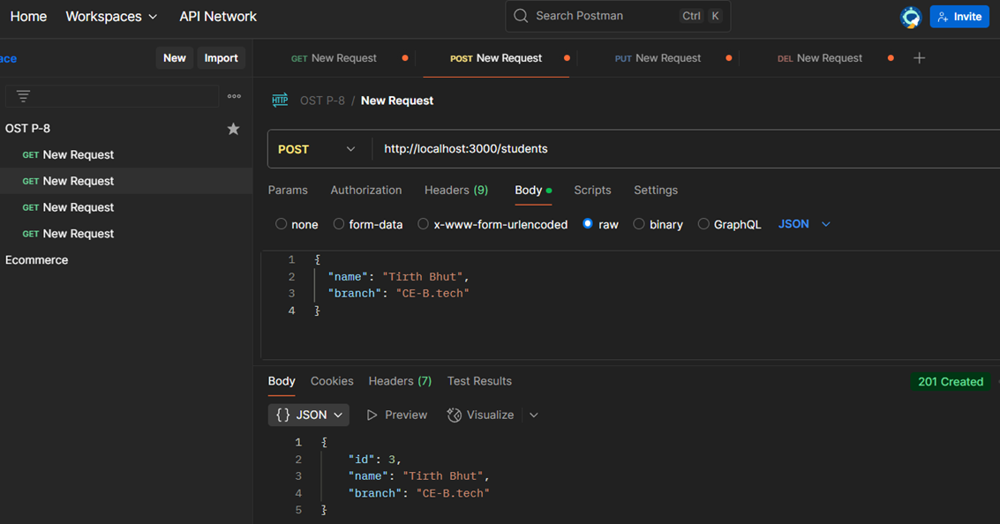 Home Workspaces API Network Search Postman Ctrl K Invite
ace New Import
GET New Request POST New Request PUT New Request DEL New Request
HTTP OST P-8 / New Request
OST P-8
GET New Request
GET New Request
GET New Request
GET New Request
Ecommerce
POST http://localhost:3000/students
Params Authorization Headers (9) Body Scripts Settings
none form-data x-www-form-urlencoded raw binary GraphQL JSON
1 {
2 "name": "Tirth Bhut",
3 "branch": "CE-B.tech"
4 }
Body Cookies Headers (7) Test Results 201 Created
{} JSON Preview Visualize
1 {
2 "id": 3,
3 "name": "Tirth Bhut",
4 "branch": "CE-B.tech"
5 }